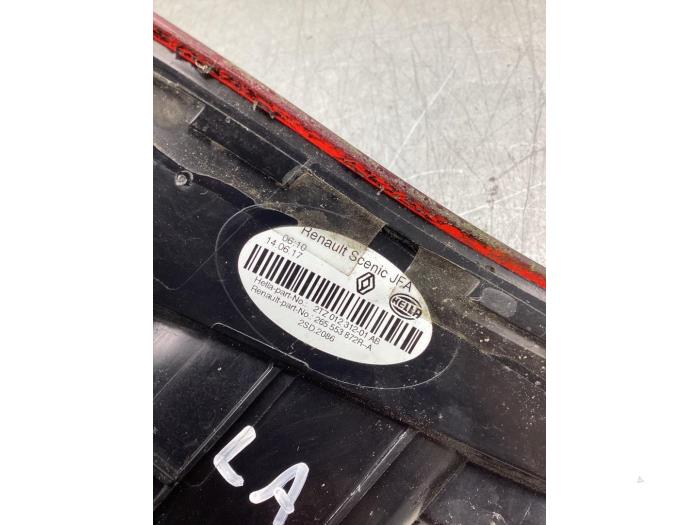 Renault Scenic JFA
06:10
14.06.17
HELLA
Hella-part-No.: 2TZ 012 312-01 AB
Renault-part-No.: 265 553 872R-A
2SD.2086
LA